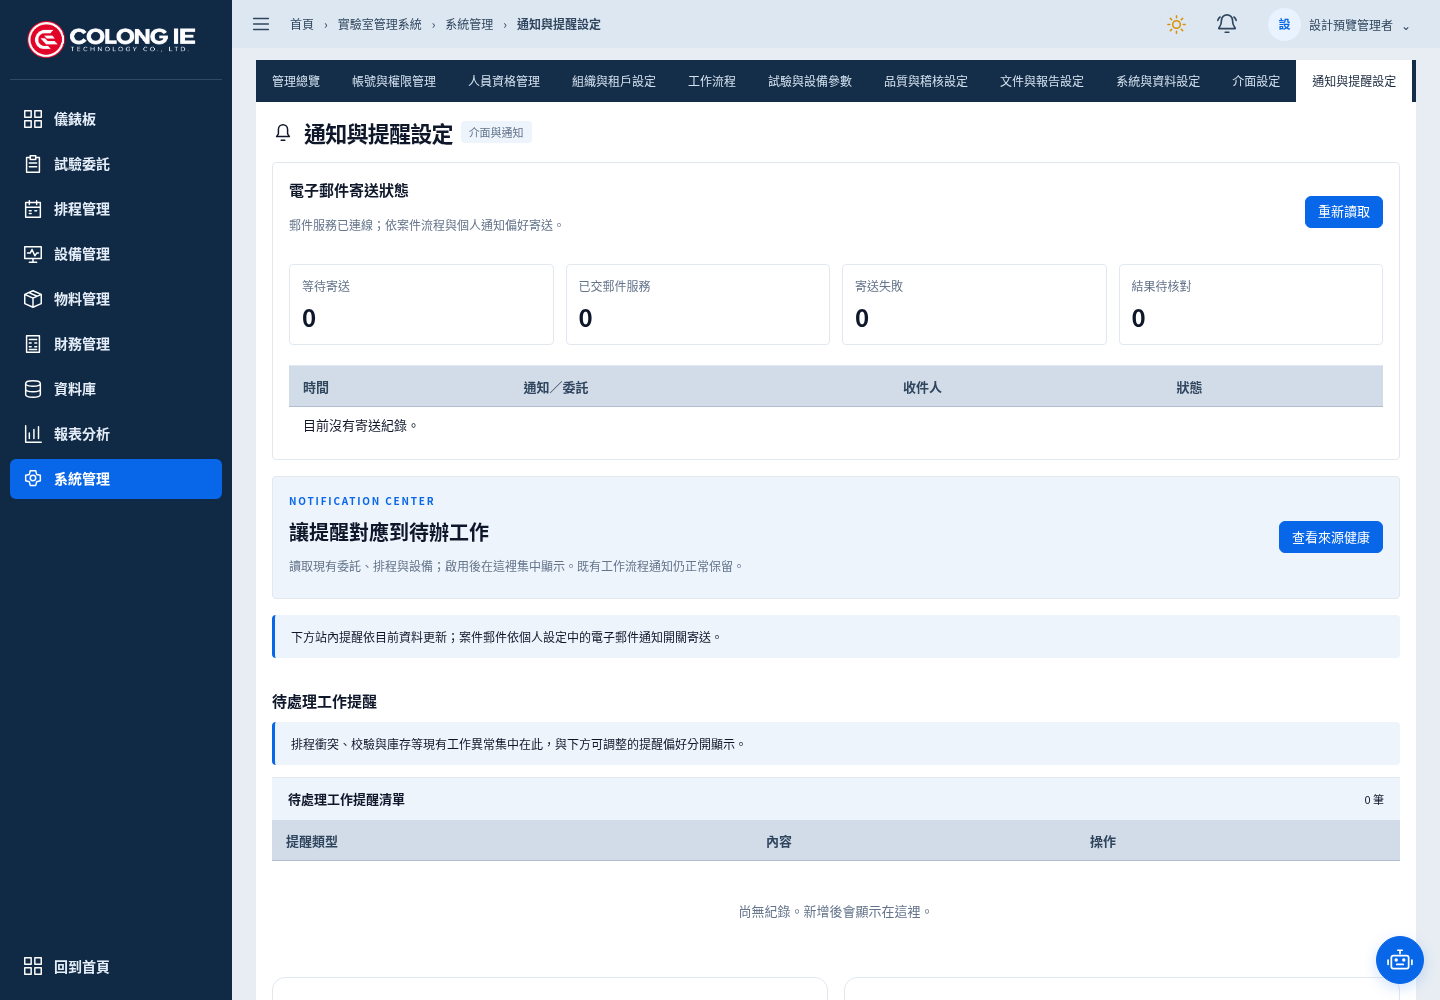 COLONG IE
TECHNOLOGY CO., LTD.
儀錶板
試驗委託
排程管理
設備管理
物料管理
財務管理
資料庫
報表分析
系統管理
回到首頁
首頁 › 實驗室管理系統 › 系統管理 › 通知與提醒設定
設 設計預覽管理者
管理總覽 帳號與權限管理 人員資格管理 組織與租戶設定 工作流程 試驗與設備參數 品質與稽核設定 文件與報告設定 系統與資料設定 介面設定 通知與提醒設定
通知與提醒設定 介面與通知
電子郵件寄送狀態
郵件服務已連線；依案件流程與個人通知偏好寄送。
重新讀取
等待寄送 已交郵件服務 寄送失敗 結果待核對
0 0 0 0
時間 通知／委託 收件人 狀態
目前沒有寄送紀錄。
NOTIFICATION CENTER
讓提醒對應到待辦工作
讀取現有委託、排程與設備；啟用後在這裡集中顯示。既有工作流程通知仍正常保留。
查看來源健康
下方站內提醒依目前資料更新；案件郵件依個人設定中的電子郵件通知開關寄送。
待處理工作提醒
排程衝突、校驗與庫存等現有工作異常集中在此，與下方可調整的提醒偏好分開顯示。
待處理工作提醒清單 0 筆
提醒類型 內容 操作
尚無紀錄。新增後會顯示在這裡。